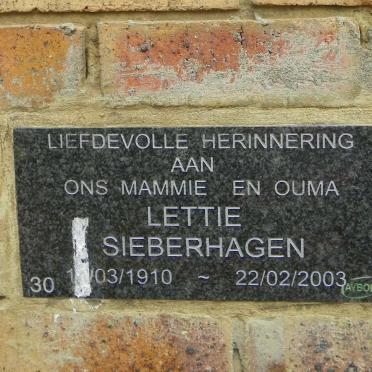 LIEFDEVOLLE HERINNERING
AAN
ONS MAMMIE EN OUMA
LETTIE
SIEBERHAGEN
/03/1910 ~ 22/02/2003
30